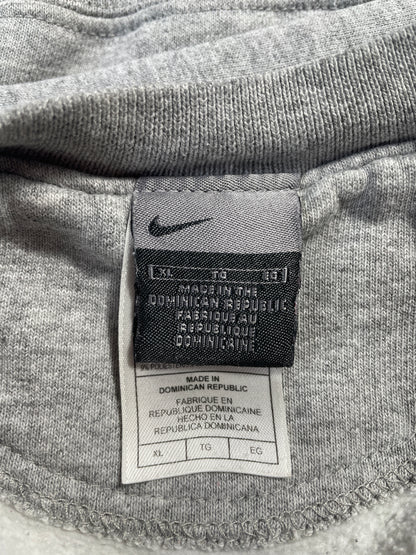 XL TG EG
MADE IN THE
DOMINICAN REPUBLIC
FABRIQUE AU
REPUBLIQUE
DOMINICAINE
MADE IN
DOMINICAN REPUBLIC
FABRIQUE EN
REPUBLIQUE DOMINICAINE
HECHO EN LA
REPUBLICA DOMINICANA
XL TG EG